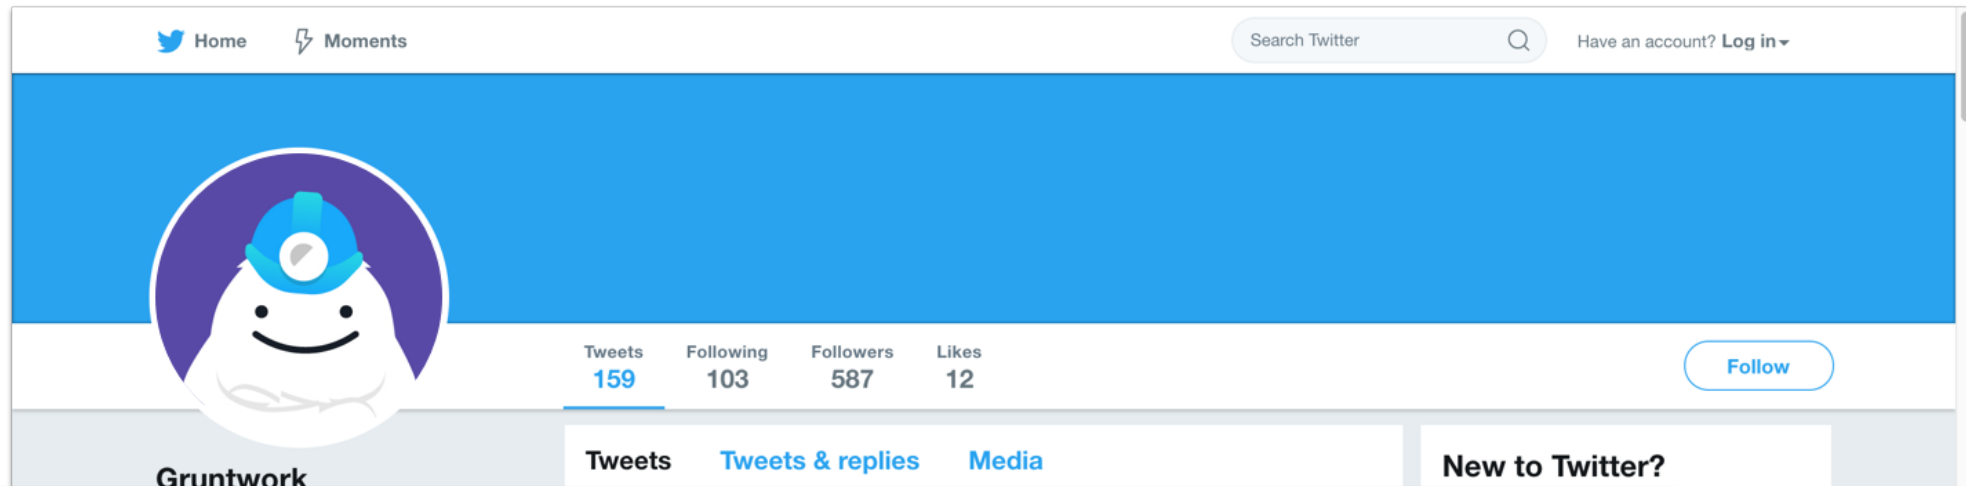 Home Moments Search Twitter Have an account? Log in
Tweets Following Followers Likes
159 103 587 12
Follow
Gruntwork
Tweets Tweets & replies Media
New to Twitter?